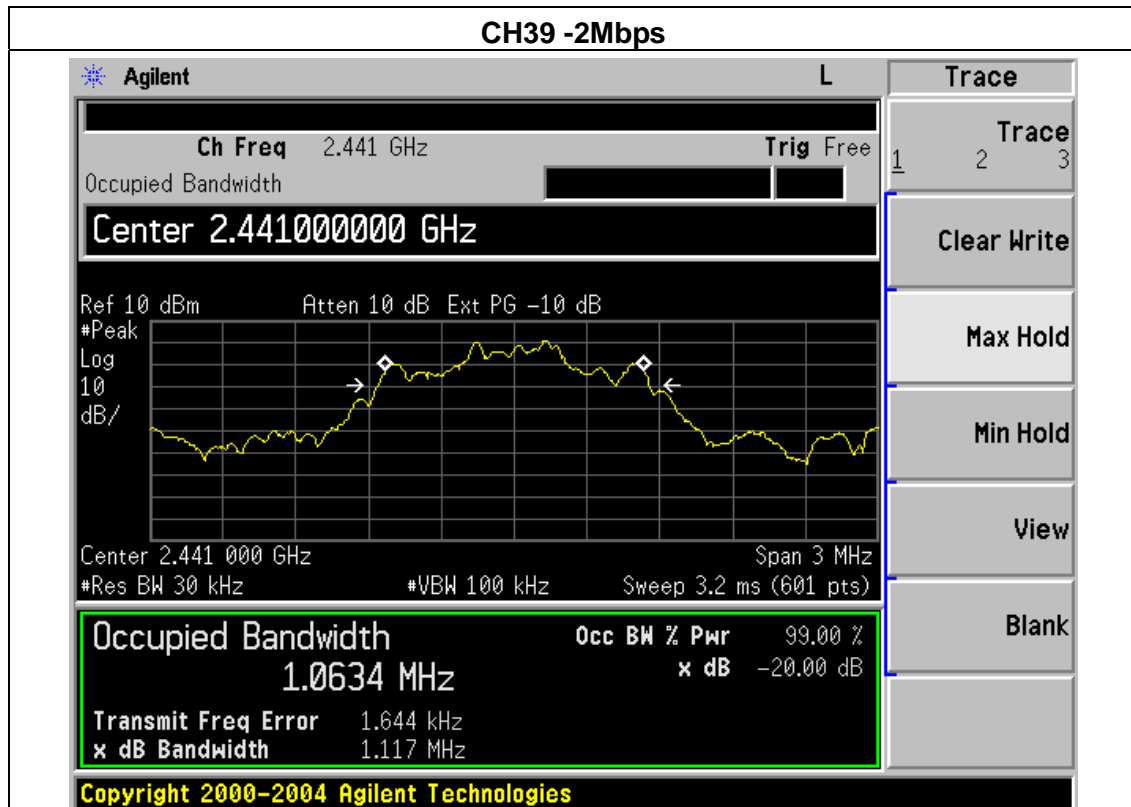 CH39 -2Mbps
Agilent L Trace
Ch Freq 2.441 GHz Trig Free
Occupied Bandwidth
Trace
1 2 3
Center 2.441000000 GHz
Clear Write
Ref 10 dBm Atten 10 dB Ext PG -10 dB
#Peak
Log
10
dB/
Max Hold
Min Hold
View
Center 2.441 000 GHz Span 3 MHz
#Res BW 30 kHz #VBW 100 kHz Sweep 3.2 ms (601 pts)
Blank
Occupied Bandwidth Occ BW % Pwr 99.00 %
1.0634 MHz x dB -20.00 dB
Transmit Freq Error 1.644 kHz
x dB Bandwidth 1.117 MHz
Copyright 2000-2004 Agilent Technologies